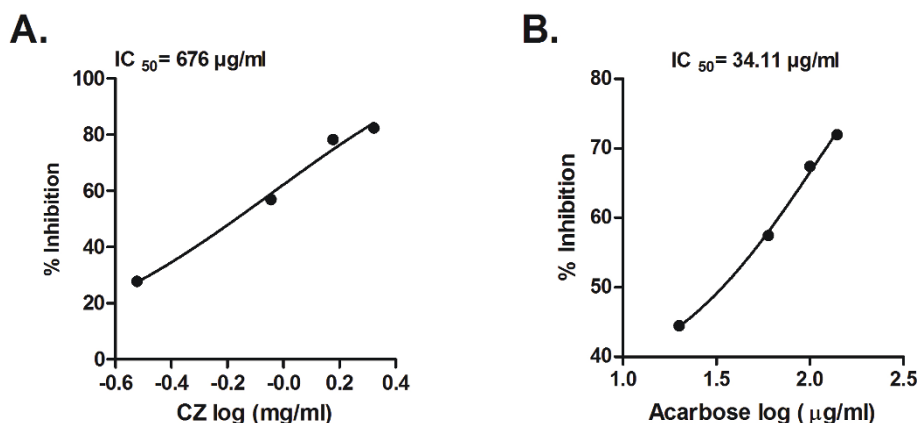 A.
IC 50= 676 µg/ml
100
80
60
40
20
0
% Inhibition
-0.6 -0.4 -0.2 -0.0 0.2 0.4
CZ log (mg/ml)
B.
IC 50= 34.11 µg/ml
80
70
60
50
40
% Inhibition
1.0 1.5 2.0 2.5
Acarbose log ( µg/ml)